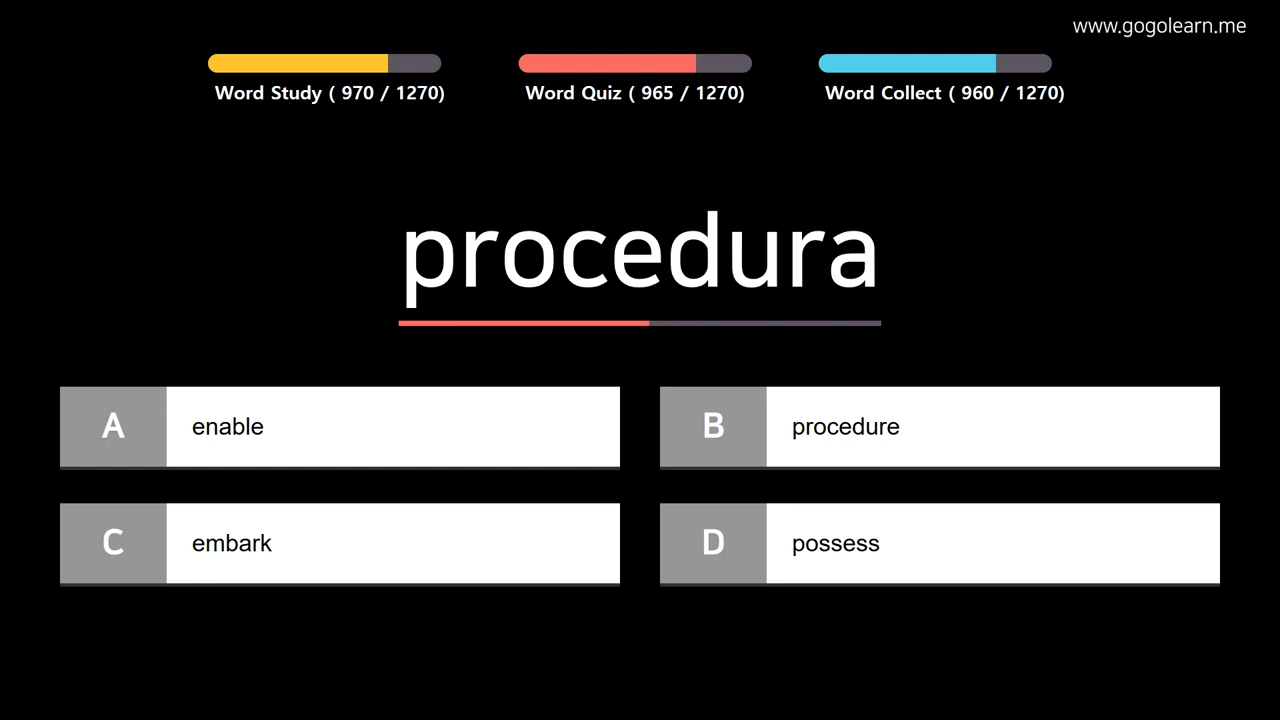 www.gogolearn.me
Word Study ( 970 / 1270)
Word Quiz ( 965 / 1270)
Word Collect ( 960 / 1270)
procedura
A enable
B procedure
C embark
D possess